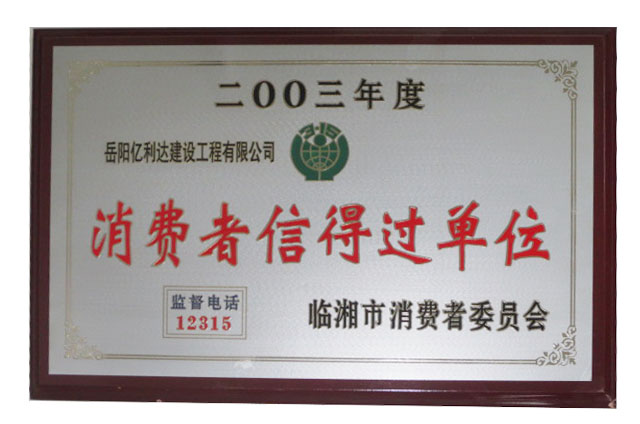 二OO三年度
岳阳亿利达建设工程有限公司
3·15
消费者信得过单位
监督电话
12315
临湘市消费者委员会